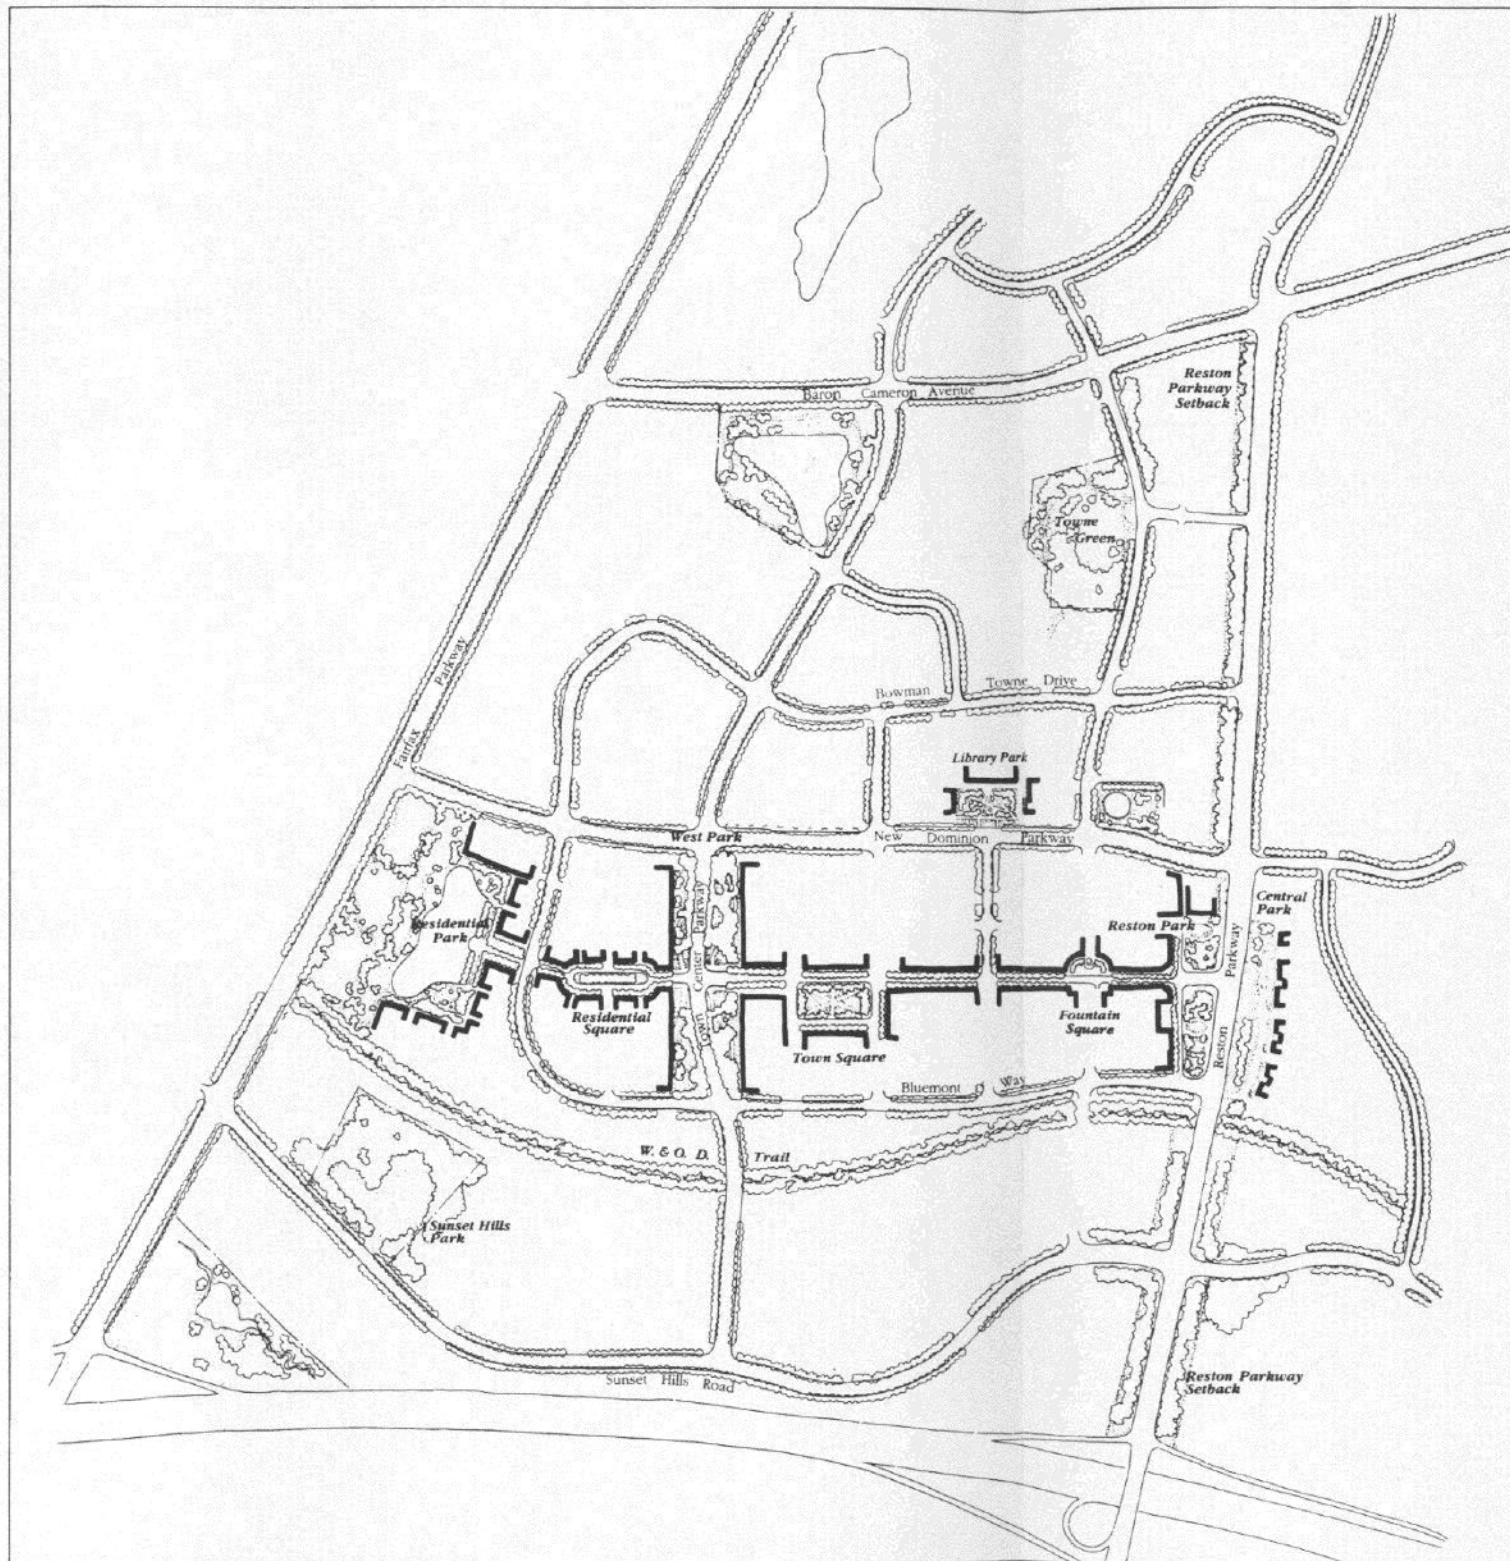 Reston
Parkway
Setback
Baron Cameron Avenue
Towne
Green
Fairfax Parkway
Bowman Towne Drive
Library Park
West Park
New Dominion Parkway
Residential
Park
Town Center Parkway
Reston Park
Central
Park
Reston Parkway
Residential
Square
Fountain
Square
Town Square
Bluemont Way
W. & O. D. Trail
Sunset Hills
Park
Sunset Hills Road
Reston Parkway
Setback